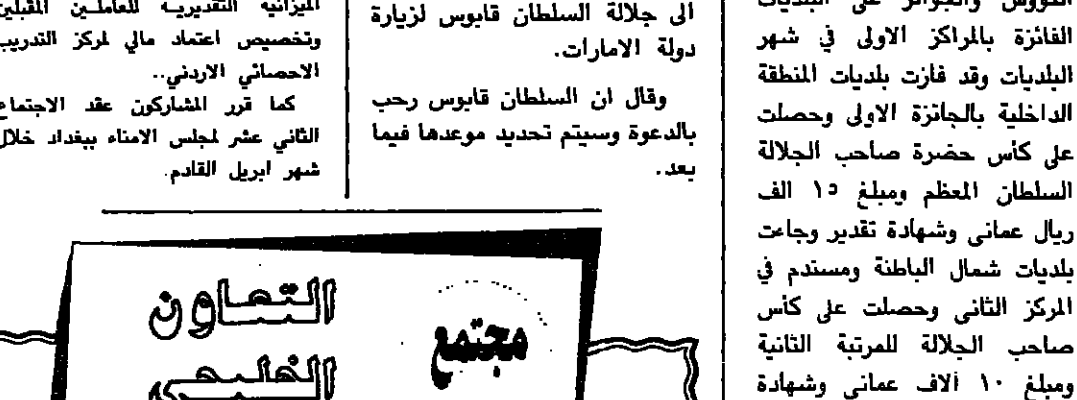 الكؤوس والجوائز على البلديات
الفائزة بالمراكز الاولى في شهر
البلديات وقد فازت بلديات المنطقة
الداخلية بالجائزة الاولى وحصلت
على كأس حضرة صاحب الجلالة
السلطان المعظم ومبلغ ١٥ الف
ريال عمانى وشهادة تقدير وجاءت
بلديات شمال الباطنة ومسندم في
المركز الثانى وحصلت على كأس
صاحب الجلالة للمرتبة الثانية
ومبلغ ١٠ آلاف عمانى وشهادة
الى جلالة السلطان قابوس لزيارة
دولة الامارات.
وقال ان السلطان قابوس رحب
بالدعوة وسيتم تحديد موعدها فيما
بعد.
الميزانية التقديرية للعاملين المقبلين
وتخصيص اعتماد مالي لمركز التدريب
الاحصائي الاردني..
كما قرر المشاركون عقد الاجتماع
الثاني عشر لمجلس الامناء ببغداد خلال
شهر ابريل القادم.
مجتمع
التعاون
الخليجى